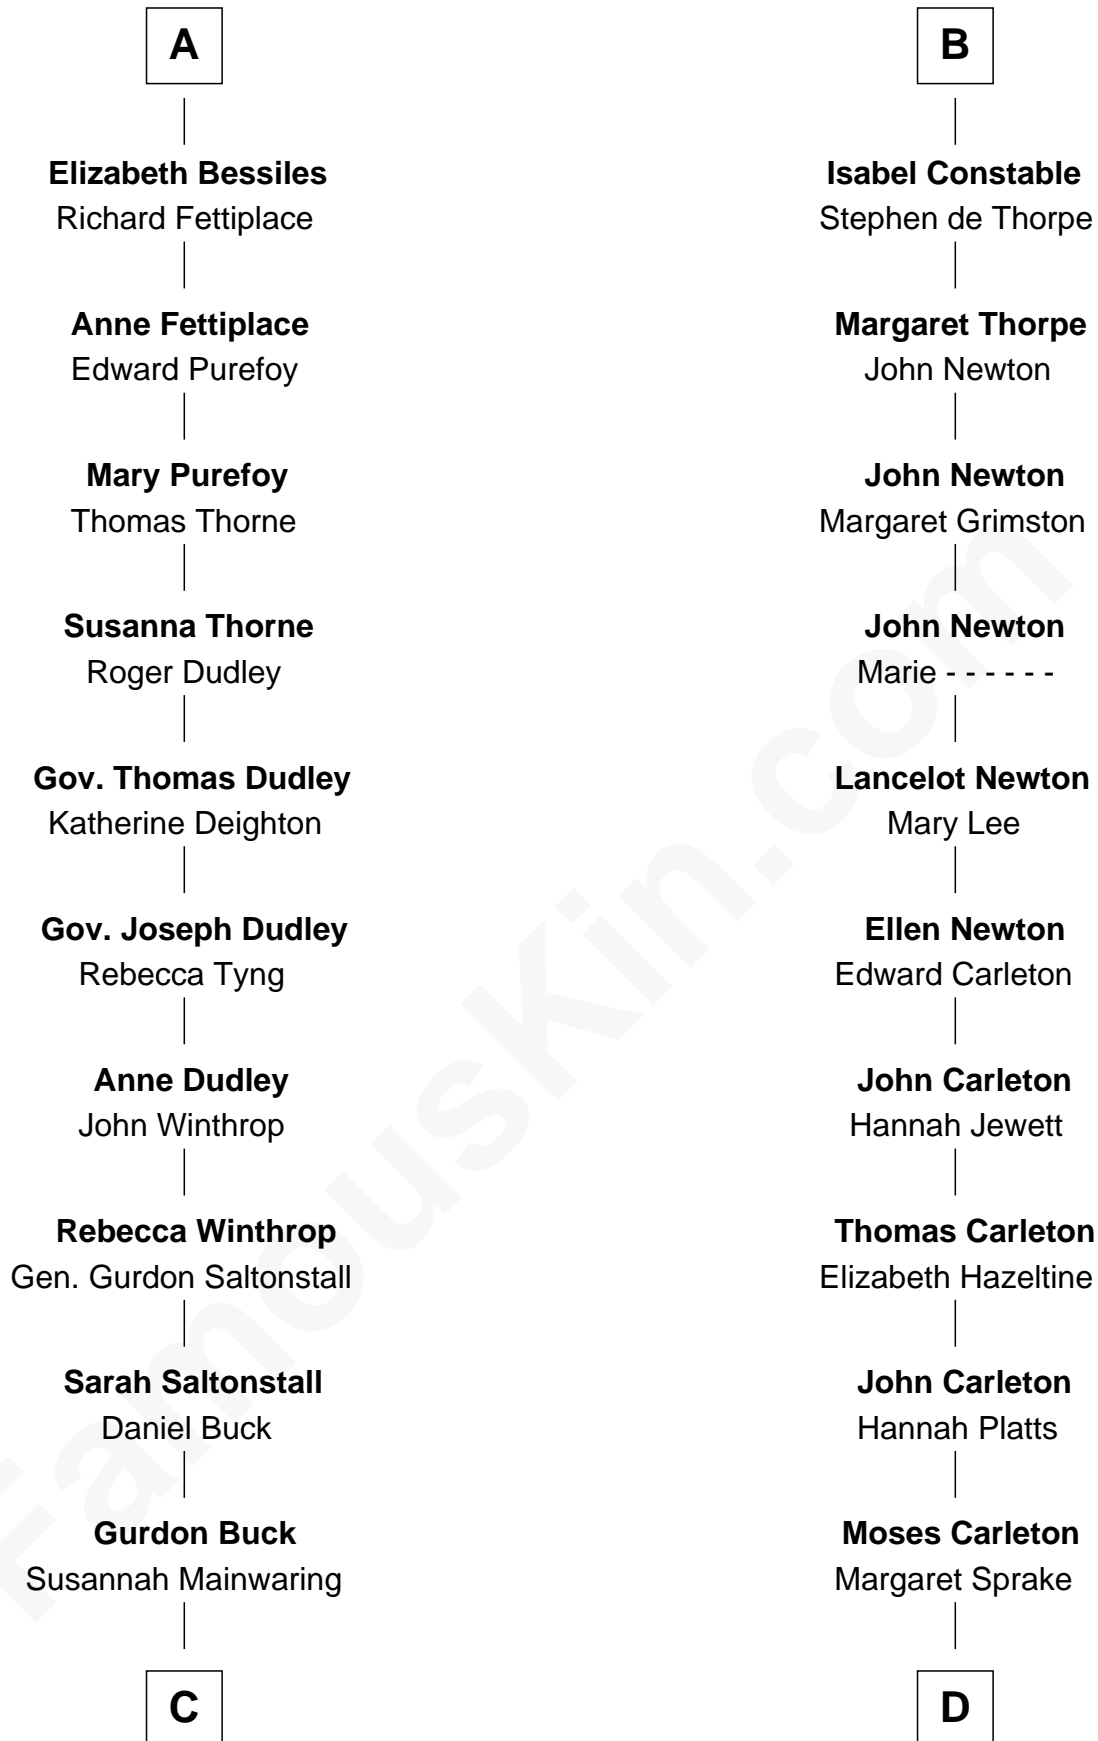 A
Elizabeth Bessiles
Richard Fettiplace
Anne Fettiplace
Edward Purefoy
Mary Purefoy
Thomas Thorne
Susanna Thorne
Roger Dudley
Gov. Thomas Dudley
Katherine Deighton
Gov. Joseph Dudley
Rebecca Tyng
Anne Dudley
John Winthrop
Rebecca Winthrop
Gen. Gurdon Saltonstall
Sarah Saltonstall
Daniel Buck
Gurdon Buck
Susannah Mainwaring
C
B
Isabel Constable
Stephen de Thorpe
Margaret Thorpe
John Newton
John Newton
Margaret Grimston
John Newton
Marie - - - - - -
Lancelot Newton
Mary Lee
Ellen Newton
Edward Carleton
John Carleton
Hannah Jewett
Thomas Carleton
Elizabeth Hazeltine
John Carleton
Hannah Platts
Moses Carleton
Margaret Sprake
D
FamousKin.com